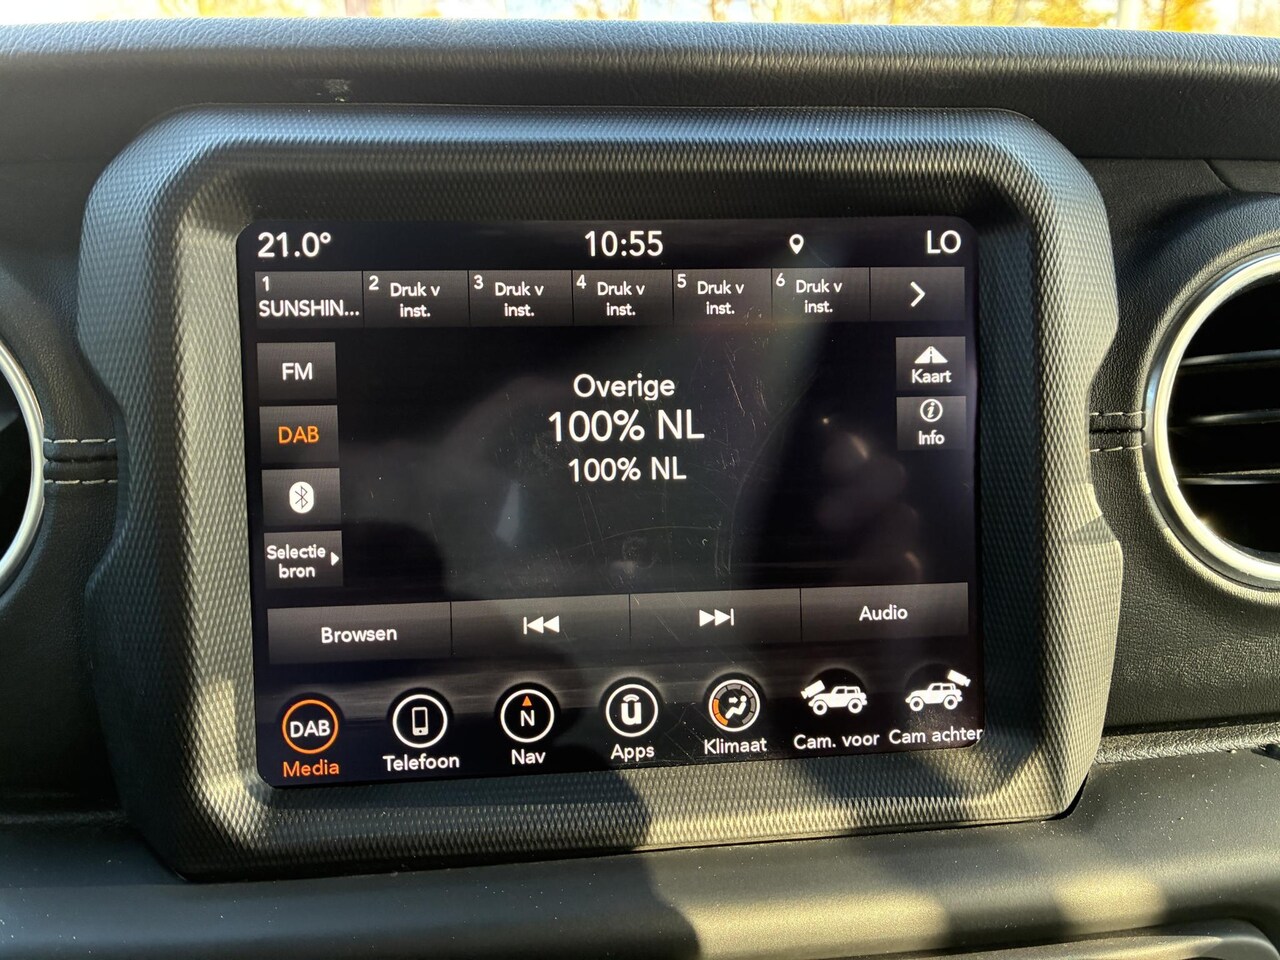 21.0° 10:55 LO
1 2 Druk v 3 Druk v 4 Druk v 5 Druk v 6 Druk v
SUNSHIN... inst. inst. inst. inst. inst.
FM
Kaart
Overige
100% NL
DAB
Info
100% NL
Selectie
bron
Browsen Audio
DAB N u
Media Telefoon Nav Apps Klimaat Cam. voor Cam achter